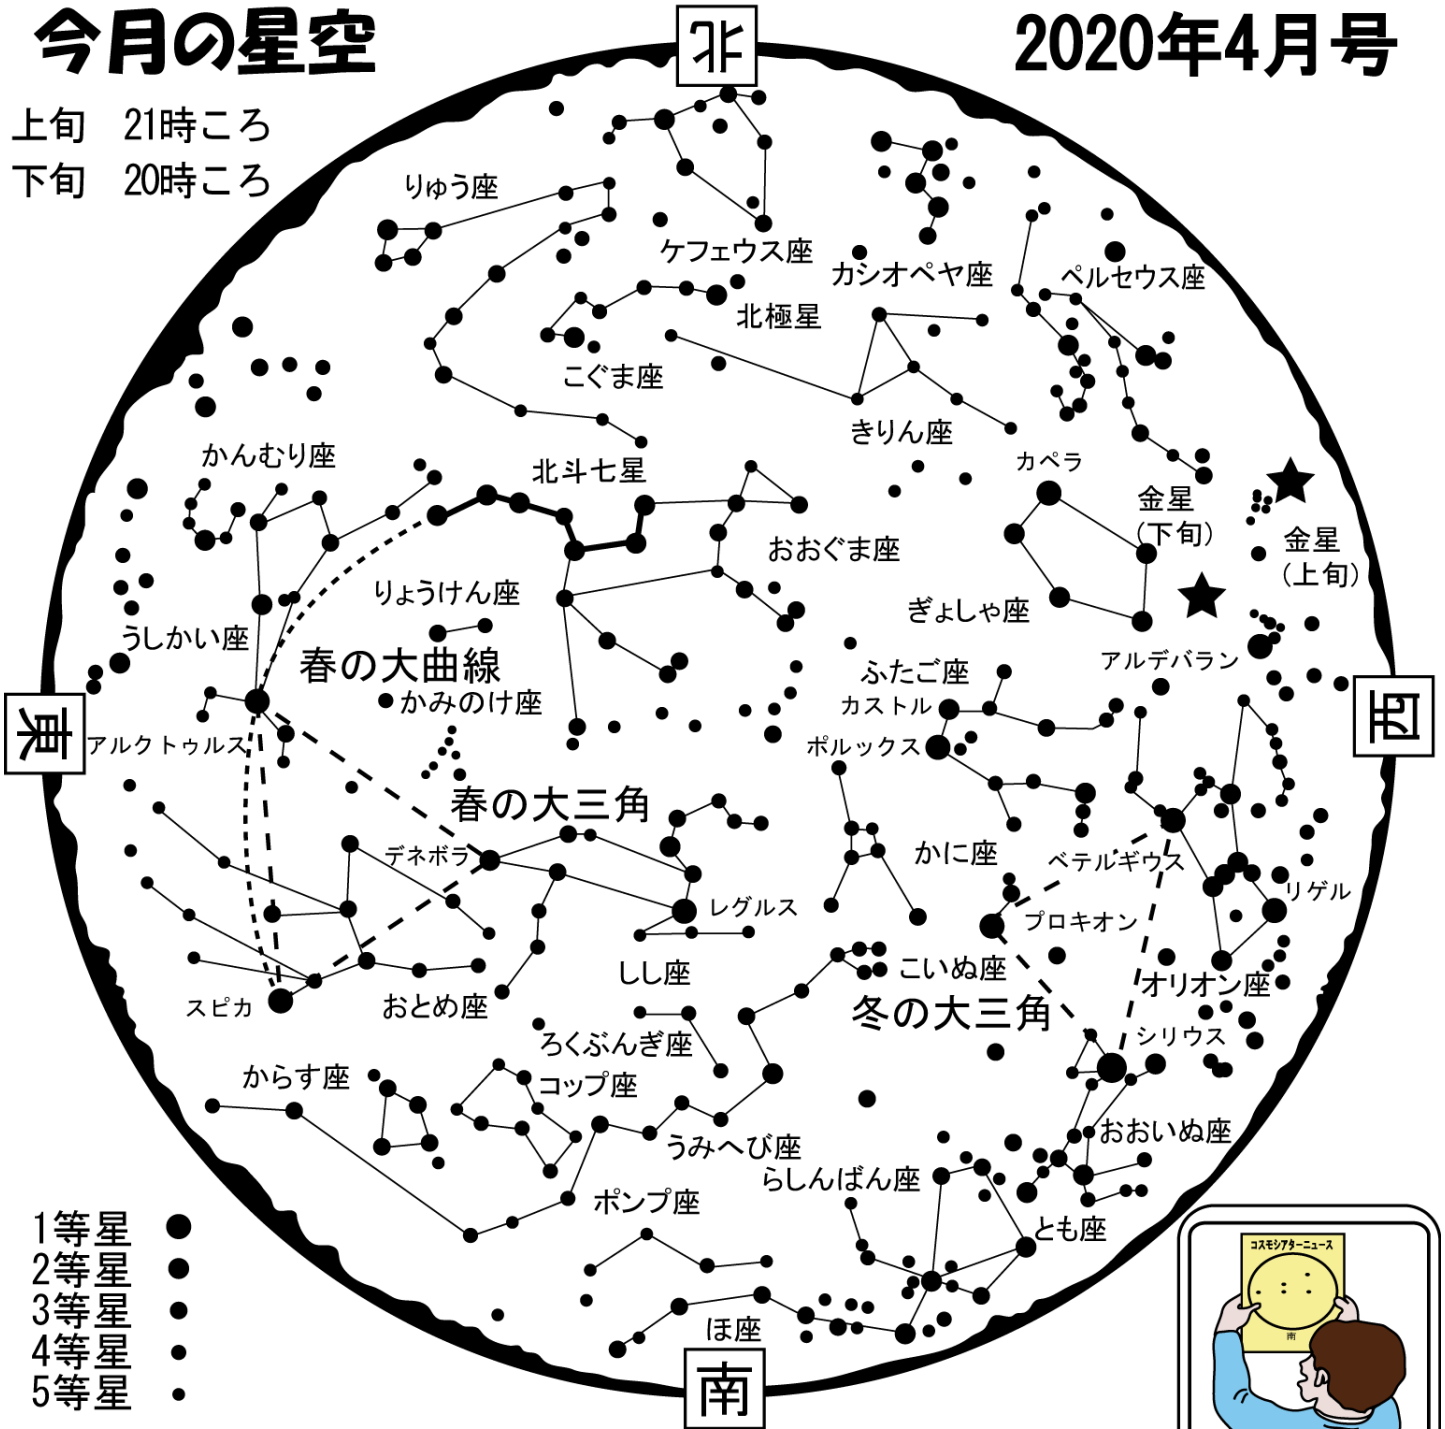 今月の星空
2020年4月号
上旬 21時ころ
下旬 20時ころ
北
りゅう座
ケフェウス座
カシオペヤ座
ペルセウス座
北極星
こぐま座
きりん座
かんむり座
北斗七星
カペラ
金星
(下旬)
金星
(上旬)
おおぐま座
りょうけん座
ぎょしゃ座
うしかい座
春の大曲線
アルデバラン
ふたご座
かみのけ座
カストル
東
西
アルクトゥルス
ポルックス
春の大三角
デネボラ
かに座
ベテルギウス
リゲル
レグルス
プロキオン
しし座
こいぬ座
オリオン座
スピカ
おとめ座
冬の大三角
ろくぶんぎ座
シリウス
からす座
コップ座
うみへび座
おおいぬ座
らしんばん座
ポンプ座
とも座
ほ座
南
1等星
2等星
3等星
4等星
5等星
コスモシアターニュース
南